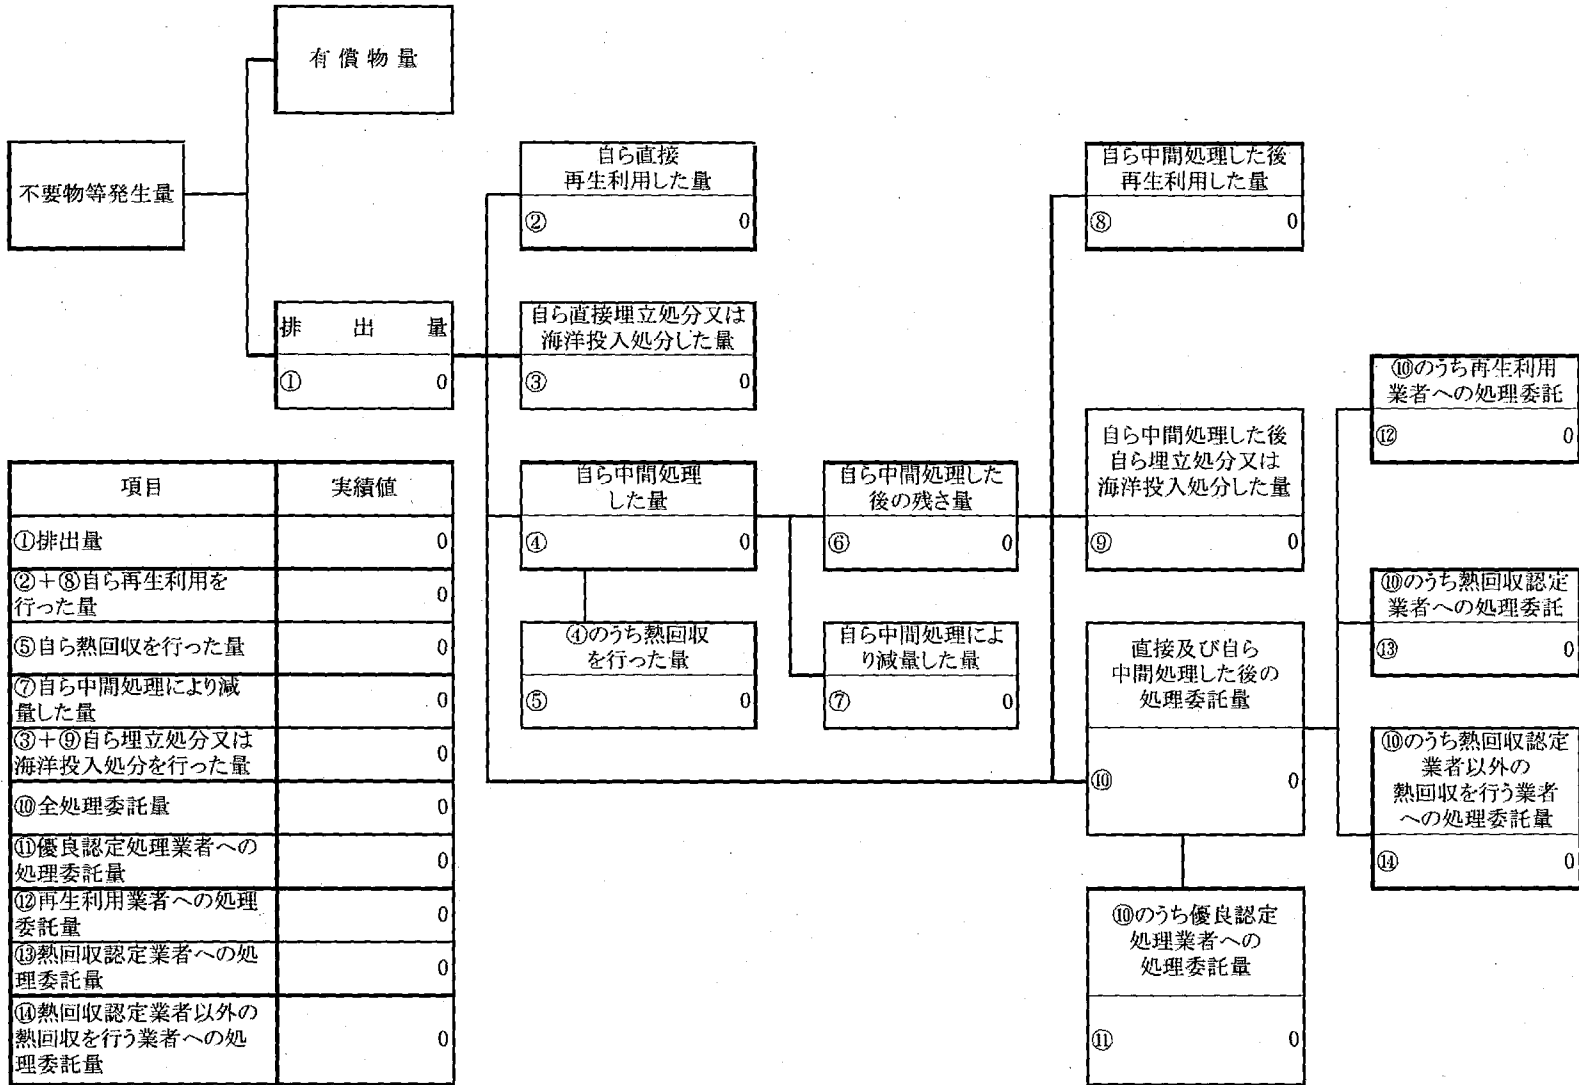 有償物量
不要物等発生量
排出量
① 0
自ら直接
再生利用した量
② 0
自ら直接埋立処分又は
海洋投入処分した量
③ 0
自ら中間処理
した量
④ 0
④のうち熱回収
を行った量
⑤ 0
自ら中間処理した
後の残さ量
⑥ 0
自ら中間処理によ
り減量した量
⑦ 0
自ら中間処理した後
再生利用した量
⑧ 0
自ら中間処理した後
自ら埋立処分又は
海洋投入処分した量
⑨ 0
直接及び自ら
中間処理した後の
処理委託量
⑩ 0
⑩のうち優良認定
処理業者への
処理委託量
⑪ 0
⑩のうち再生利用
業者への処理委託
⑫ 0
⑩のうち熱回収認定
業者への処理委託
⑬ 0
⑩のうち熱回収認定
業者以外の
熱回収を行う業者
への処理委託量
⑭ 0
項目 実績値
①排出量 0
②+⑧自ら再生利用を
行った量 0
⑤自ら熱回収を行った量 0
⑦自ら中間処理により減
量した量 0
③+⑨自ら埋立処分又は
海洋投入処分を行った量 0
⑩全処理委託量 0
⑪優良認定処理業者への
処理委託量 0
⑫再生利用業者への処理
委託量 0
⑬熱回収認定業者への処
理委託量 0
⑭熱回収認定業者以外の
熱回収を行う業者への処
理委託量 0